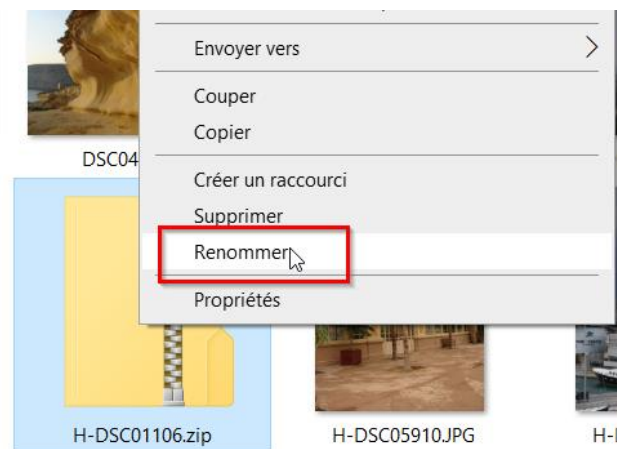 Envoyer vers
Couper
Copier
DSC04
Créer un raccourci
Supprimer
Renommer
Propriétés
H-DSC01106.zip
H-DSC05910.JPG
H-